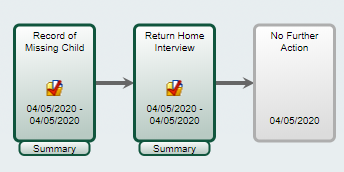 Record of
Missing Child
04/05/2020 -
04/05/2020
Summary
Return Home
Interview
04/05/2020 -
04/05/2020
Summary
No Further
Action
04/05/2020